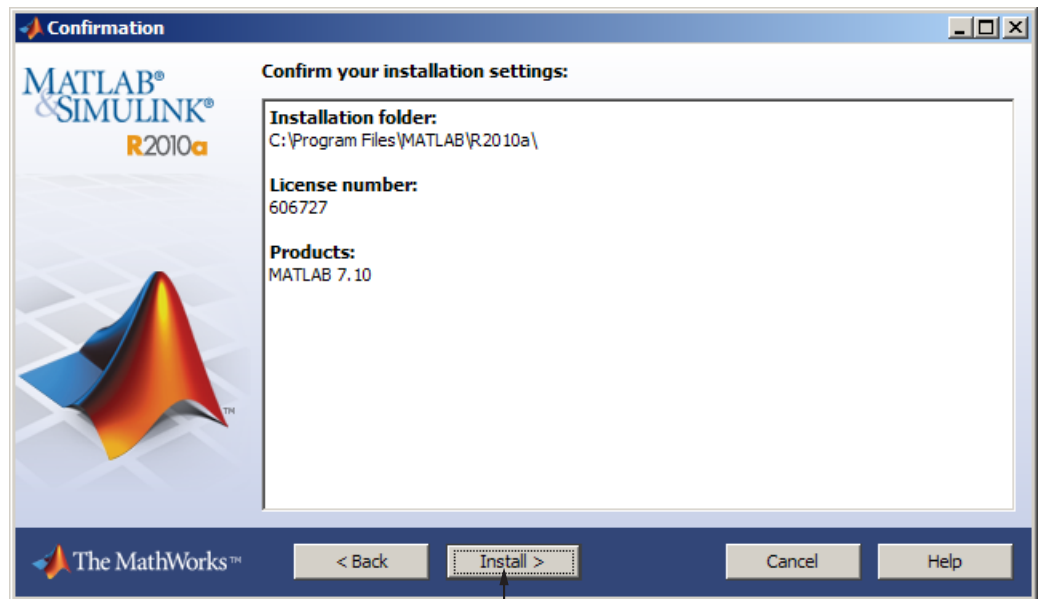 Confirmation
MATLAB®
&SIMULINK®
R2010a
Confirm your installation settings:
Installation folder:
C:\Program Files\MATLAB\R2010a\
License number:
606727
Products:
MATLAB 7.10
TM
The MathWorks™
< Back
Install >
Cancel
Help